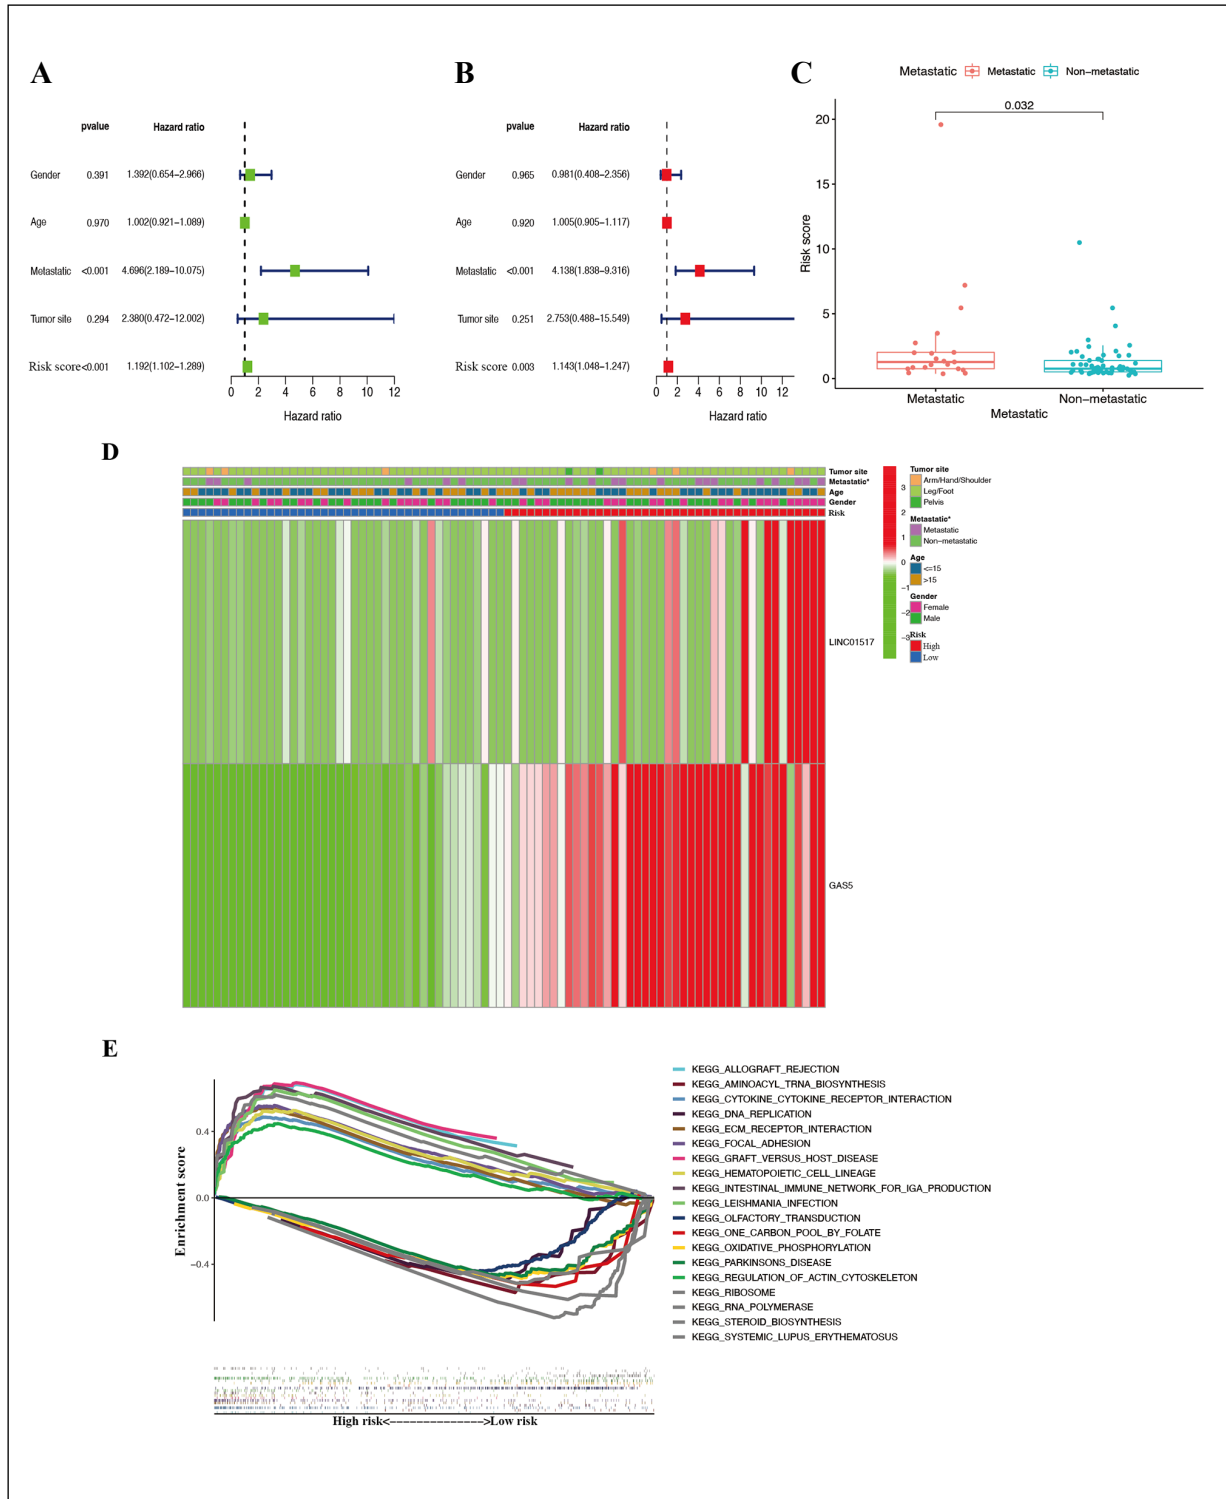 A
pvalue Hazard ratio
Gender 0.391 1.392(0.654−2.966)
Age 0.970 1.002(0.921−1.089)
Metastatic <0.001 4.696(2.189−10.075)
Tumor site 0.294 2.380(0.472−12.002)
Risk score<0.001 1.192(1.102−1.289)
0 2 4 6 8 10 12
Hazard ratio
B
pvalue Hazard ratio
Gender 0.965 0.981(0.408−2.356)
Age 0.920 1.005(0.905−1.117)
Metastatic <0.001 4.138(1.838−9.316)
Tumor site 0.251 2.753(0.488−15.549)
Risk score 0.003 1.143(1.048−1.247)
0 2 4 6 8 10 12
Hazard ratio
C
Metastatic Metastatic Non−metastatic
0.032
20
15
10
5
0
Risk score
Metastatic Non−metastatic
Metastatic
D
Tumor site
Metastatic*
Age
Gender
Risk
LINC01517
GAS5
3
2
1
0
−1
−2
−3
Tumor site
Arm/Hand/Shoulder
Leg/Foot
Pelvis
Metastatic*
Metastatic
Non−metastatic
Age
<=15
>15
Gender
Female
Male
Risk
High
Low
E
Enrichment score
0.4
0.0
−0.4
KEGG_ALLOGRAFT_REJECTION
KEGG_AMINOACYL_TRNA_BIOSYNTHESIS
KEGG_CYTOKINE_CYTOKINE_RECEPTOR_INTERACTION
KEGG_DNA_REPLICATION
KEGG_ECM_RECEPTOR_INTERACTION
KEGG_FOCAL_ADHESION
KEGG_GRAFT_VERSUS_HOST_DISEASE
KEGG_HEMATOPOIETIC_CELL_LINEAGE
KEGG_INTESTINAL_IMMUNE_NETWORK_FOR_IGA_PRODUCTION
KEGG_LEISHMANIA_INFECTION
KEGG_OLFACTORY_TRANSDUCTION
KEGG_ONE_CARBON_POOL_BY_FOLATE
KEGG_OXIDATIVE_PHOSPHORYLATION
KEGG_PARKINSONS_DISEASE
KEGG_REGULATION_OF_ACTIN_CYTOSKELETON
KEGG_RIBOSOME
KEGG_RNA_POLYMERASE
KEGG_STEROID_BIOSYNTHESIS
KEGG_SYSTEMIC_LUPUS_ERYTHEMATOSUS
High risk<−−−−−−−−−−−−−−>Low risk